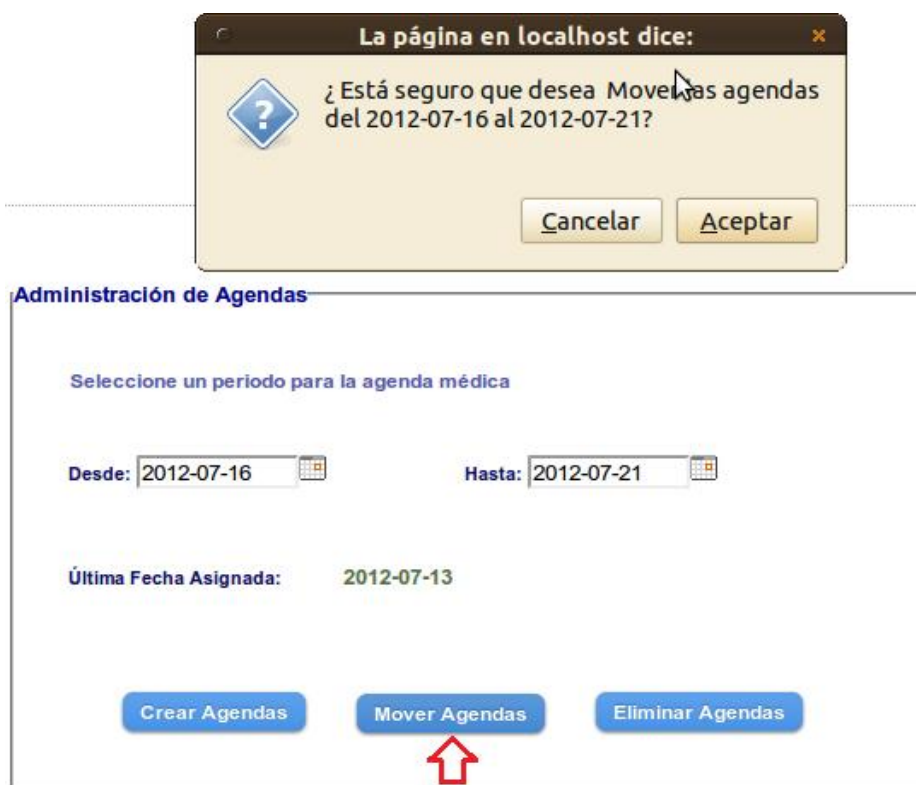 La página en localhost dice:
¿ Está seguro que desea Mover las agendas
del 2012-07-16 al 2012-07-21?
Cancelar Aceptar
Administración de Agendas
Seleccione un periodo para la agenda médica
Desde: 2012-07-16 Hasta: 2012-07-21
Última Fecha Asignada: 2012-07-13
Crear Agendas Mover Agendas Eliminar Agendas